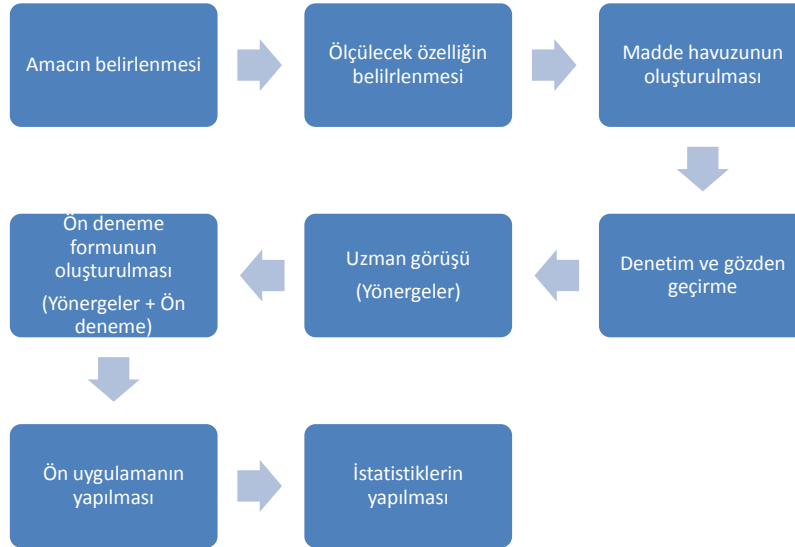 Amacın belirlenmesi
Ölçülecek özelliğin
belilrlenmesi
Madde havuzunun
oluşturulması
Denetim ve gözden
geçirme
Uzman görüşü
(Yönergeler)
Ön deneme
formunun
oluşturulması
(Yönergeler + Ön
deneme)
Ön uygulamanın
yapılması
İstatistiklerin
yapılması